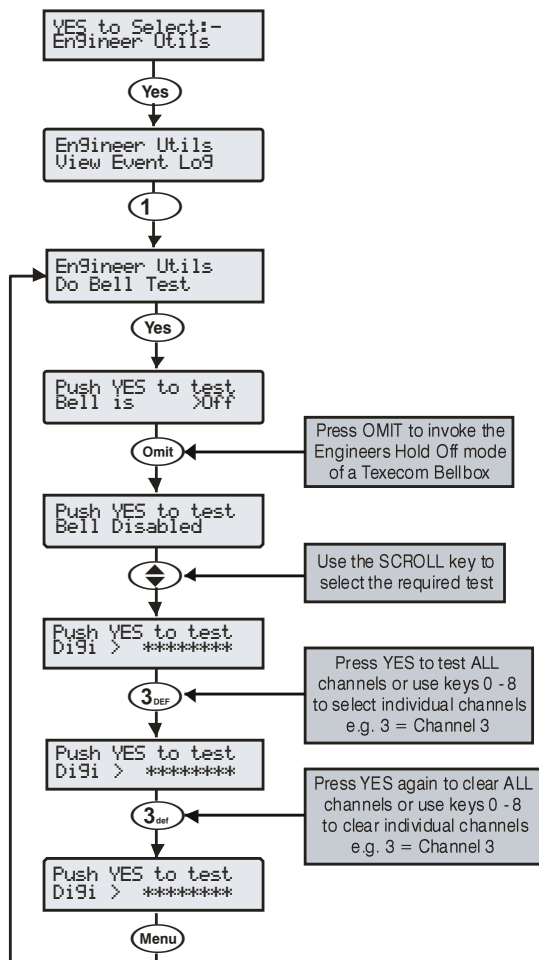 YES to Select:-
Engineer Utils
Yes
Engineer Utils
View Event Log
1
Engineer Utils
Do Bell Test
Yes
Push YES to test
Bell is >Off
Omit
Press OMIT to invoke the
Engineers Hold Off mode
of a Texecom Bellbox
Push YES to test
Bell Disabled
Use the SCROLL key to
select the required test
Push YES to test
Digi > ********
3 DEF
Press YES to test ALL
channels or use keys 0 - 8
to select individual channels
e.g. 3 = Channel 3
Push YES to test
Digi > ********
3 def
Press YES again to clear ALL
channels or use keys 0 - 8
to clear individual channels
e.g. 3 = Channel 3
Push YES to test
Digi > ********
Menu